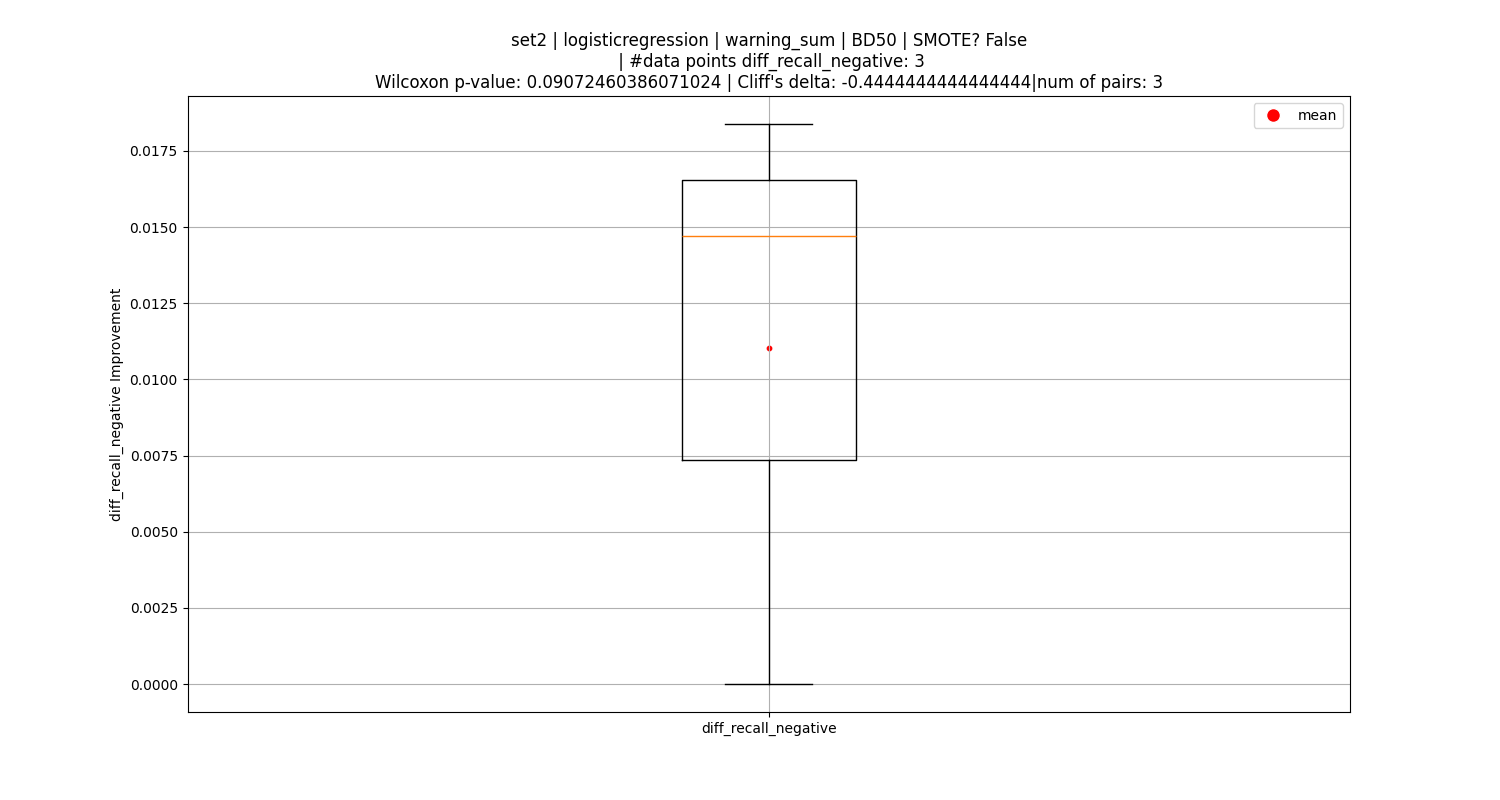 set2 | logisticregression | warning_sum | BD50 | SMOTE? False
| #data points diff_recall_negative: 3
Wilcoxon p-value: 0.09072460386071024 | Cliff's delta: -0.4444444444444444|num of pairs: 3
mean
0.0175
0.0150
0.0125
0.0100
0.0075
0.0050
0.0025
0.0000
diff_recall_negative Improvement
diff_recall_negative